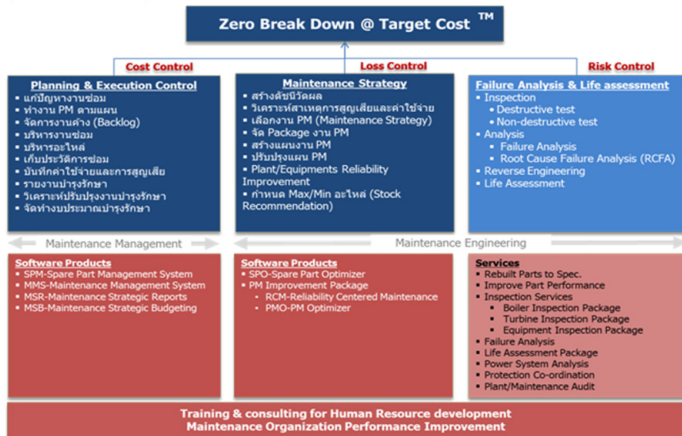 Zero Break Down @ Target Cost ™
Cost Control
Loss Control
Risk Control
Planning & Execution Control
▪ แก้ปัญหางานซ่อม
▪ ทำงาน PM ตามแผน
▪ จัดการงานค้าง (Backlog)
▪ บริหารงานซ่อม
▪ บริหารอะไหล่
▪ เก็บประวัติการซ่อม
▪ บันทึกค่าใช้จ่ายและการสูญเสีย
▪ รายงานบำรุงรักษา
▪ วิเคราะห์ปรับปรุงงานบำรุงรักษา
▪ จัดทำงบประมาณบำรุงรักษา
Maintenance Strategy
▪ สร้างดัชนีวัดผล
▪ วิเคราะห์สาเหตุการสูญเสียและค่าใช้จ่าย
▪ เลือกงาน PM (Maintenance Strategy)
▪ จัด Package งาน PM
▪ สร้างแผนงาน PM
▪ ปรับปรุงแผน PM
▪ Plant/Equipments Reliability
Improvement
▪ กำหนด Max/Min อะไหล่ (Stock
Recommendation)
Failure Analysis & Life assessment
▪ Inspection
▪ Destructive test
▪ Non-destructive test
▪ Analysis
▪ Failure Analysis
▪ Root Cause Failure Analysis (RCFA)
▪ Reverse Engineering
▪ Life Assessment
Maintenance Management
Maintenance Engineering
Software Products
▪ SPM-Spare Part Management System
▪ MMS-Maintenance Management System
▪ MSR-Maintenance Strategic Reports
▪ MSB-Maintenance Strategic Budgeting
Software Products
▪ SPO-Spare Part Optimizer
▪ PM Improvement Package
▪ RCM-Reliability Centered Maintenance
▪ PMO-PM Optimizer
Services
▪ Rebuilt Parts to Spec.
▪ Improve Part Performance
▪ Inspection Services
▪ Boiler Inspection Package
▪ Turbine Inspection Package
▪ Equipment Inspection Package
▪ Failure Analysis
▪ Life Assessment Package
▪ Power System Analysis
▪ Protection Co-ordination
▪ Plant/Maintenance Audit
Training & consulting for Human Resource development
Maintenance Organization Performance Improvement